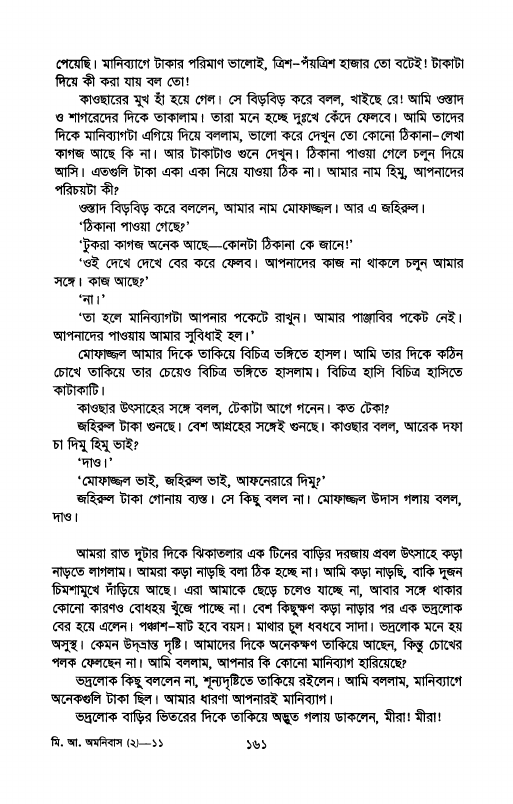 পেয়েছি। মানিব্যাগে টাকার পরিমাণ ভালোই, ত্রিশ-পঁয়ত্রিশ হাজার তো বটেই! টাকাটা
দিয়ে কী করা যায় বল তো!
কাওছারের মুখ হাঁ হয়ে গেল। সে বিড়বিড় করে বলল, খাইছে রে! আমি ওস্তাদ
ও শাগরেদের দিকে তাকালাম। তারা মনে হচ্ছে দুঃখে কেঁদে ফেলবে। আমি তাদের
দিকে মানিব্যাগটা এগিয়ে দিয়ে বললাম, ভালো করে দেখুন তো কোনো ঠিকানা-লেখা
কাগজ আছে কি না। আর টাকাটাও গুনে দেখুন। ঠিকানা পাওয়া গেলে চলুন দিয়ে
আসি। এতগুলি টাকা একা একা নিয়ে যাওয়া ঠিক না। আমার নাম হিমু, আপনাদের
পরিচয়টা কী?
ওস্তাদ বিড়বিড় করে বললেন, আমার নাম মোফাজ্জল। আর এ জহিরুল।
‘ঠিকানা পাওয়া গেছে?’
‘টুকরা কাগজ অনেক আছে—কোনটা ঠিকানা কে জানে!’
‘ওই দেখে দেখে বের করে ফেলব। আপনাদের কাজ না থাকলে চলুন আমার
সঙ্গে। কাজ আছে?’
‘না।’
‘তা হলে মানিব্যাগটা আপনার পকেটে রাখুন। আমার পাঞ্জাবির পকেট নেই।
আপনাদের পাওয়ায় আমার সুবিধাই হল।’
মোফাজ্জল আমার দিকে তাকিয়ে বিচিত্র ভঙ্গিতে হাসল। আমি তার দিকে কঠিন
চোখে তাকিয়ে তার চেয়েও বিচিত্র ভঙ্গিতে হাসলাম। বিচিত্র হাসি বিচিত্র হাসিতে
কাটাকাটি।
কাওছার উৎসাহের সঙ্গে বলল, টেকাটা আগে গনেন। কত টেকা?
জহিরুল টাকা গুনছে। বেশ আগ্রহের সঙ্গেই গুনছে। কাওছার বলল, আরেক দফা
চা দিমু হিমু ভাই?
‘দাও।’
‘মোফাজ্জল ভাই, জহিরুল ভাই, আফনেরারে দিমু?’
জহিরুল টাকা গোনায় ব্যস্ত। সে কিছু বলল না। মোফাজ্জল উদাস গলায় বলল,
দাও।
আমরা রাত দুটার দিকে ঝিকাতলার এক টিনের বাড়ির দরজায় প্রবল উৎসাহে কড়া
নাড়তে লাগলাম। আমরা কড়া নাড়ছি বলা ঠিক হচ্ছে না। আমি কড়া নাড়ছি, বাকি দুজন
চিমশামুখে দাঁড়িয়ে আছে। এরা আমাকে ছেড়ে চলেও যাচ্ছে না, আবার সঙ্গে থাকার
কোনো কারণও বোধহয় খুঁজে পাচ্ছে না। বেশ কিছুক্ষণ কড়া নাড়ার পর এক ভদ্রলোক
বের হয়ে এলেন। পঞ্চাশ-ষাট হবে বয়স। মাথার চুল ধবধবে সাদা। ভদ্রলোক মনে হয়
অসুস্থ। কেমন উদ্‌ভ্রান্ত দৃষ্টি। আমাদের দিকে অনেকক্ষণ তাকিয়ে আছেন, কিন্তু চোখের
পলক ফেলছেন না। আমি বললাম, আপনার কি কোনো মানিব্যাগ হারিয়েছে?
ভদ্রলোক কিছু বললেন না, শূন্যদৃষ্টিতে তাকিয়ে রইলেন। আমি বললাম, মানিব্যাগে
অনেকগুলি টাকা ছিল। আমার ধারণা আপনারই মানিব্যাগ।
ভদ্রলোক বাড়ির ভিতরের দিকে তাকিয়ে অদ্ভুত গলায় ডাকলেন, মীরা! মীরা!
মি. আ. অমনিবাস (২)—১১
১৬১